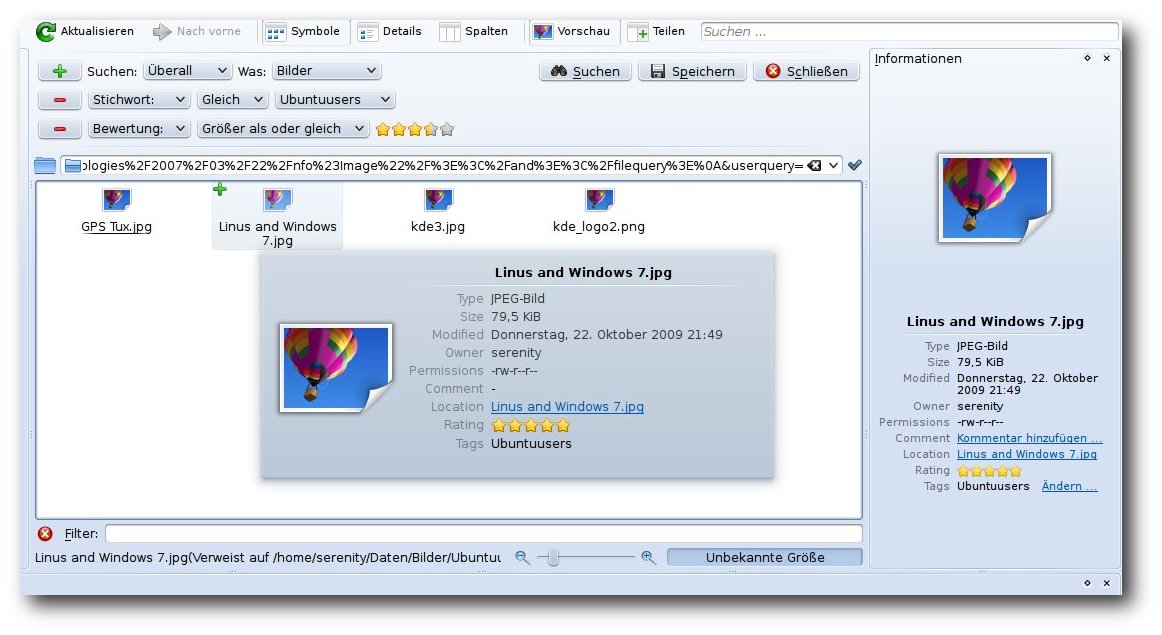 Aktualisieren Nach vorne Symbole Details Spalten Vorschau Teilen Suchen ...
Informationen
Suchen: Überall Was: Bilder Suchen Speichern Schließen
Stichwort: Gleich Ubuntuusers
Bewertung: Größer als oder gleich
ologies%2F2007%2F03%2F22%2Fnfo%23Image%22%2F%3E%3C%2Fand%3E%3C%2Ffilequery%3E%0A&userquery=
GPS Tux.jpg
Linus and Windows
7.jpg
kde3.jpg
kde_logo2.png
Linus and Windows 7.jpg
Type JPEG-Bild
Size 79,5 KiB
Modified Donnerstag, 22. Oktober 2009 21:49
Owner serenity
Permissions -rw-r--r--
Comment -
Location Linus and Windows 7.jpg
Rating
Tags Ubuntuusers
Linus and Windows 7.jpg
Type JPEG-Bild
Size 79,5 KiB
Modified Donnerstag, 22. Oktober
2009 21:49
Owner serenity
Permissions -rw-r--r--
Comment Kommentar hinzufügen ...
Location Linus and Windows 7.jpg
Rating
Tags Ubuntuusers Ändern ...
Filter:
Linus and Windows 7.jpg(Verweist auf /home/serenity/Daten/Bilder/Ubuntuu
Unbekannte Größe